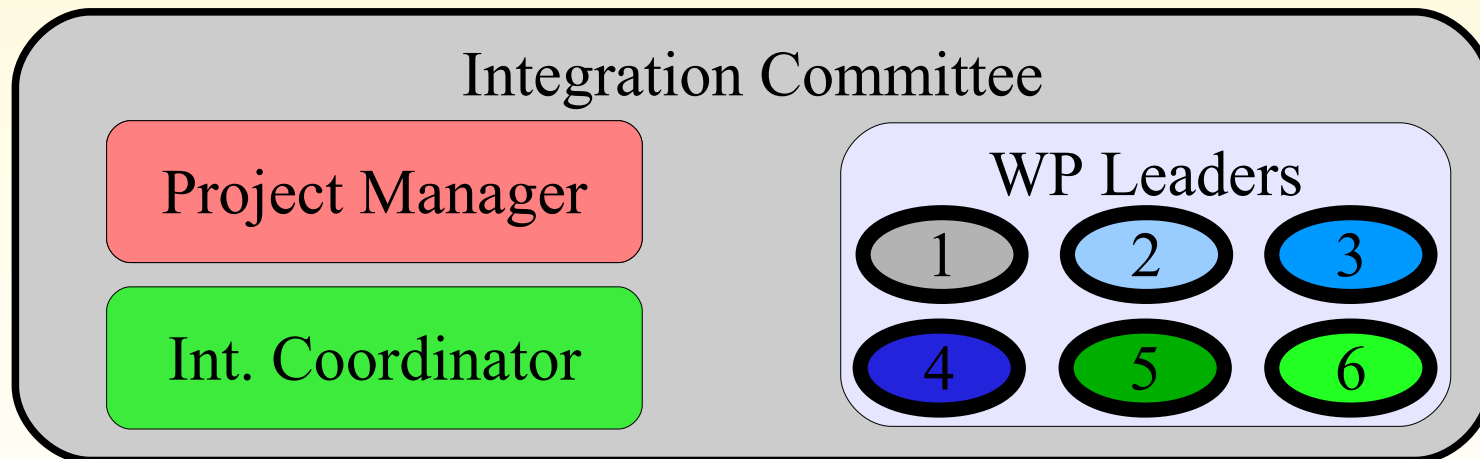 Integration Committee
Project Manager
Int. Coordinator
WP Leaders
1 2 3
4 5 6